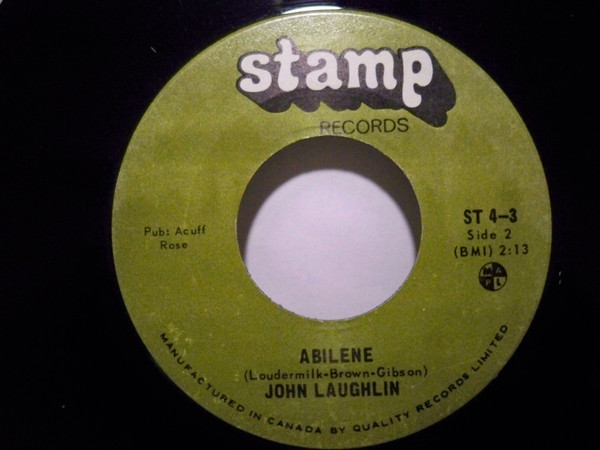 stamp
RECORDS
Pub: Acuff
Rose
ST 4-3
Side 2
(BMI) 2:13
M A
P L
ABILENE
(Loudermilk-Brown-Gibson)
JOHN LAUGHLIN
MANUFACTURED IN CANADA BY QUALITY RECORDS LIMITED